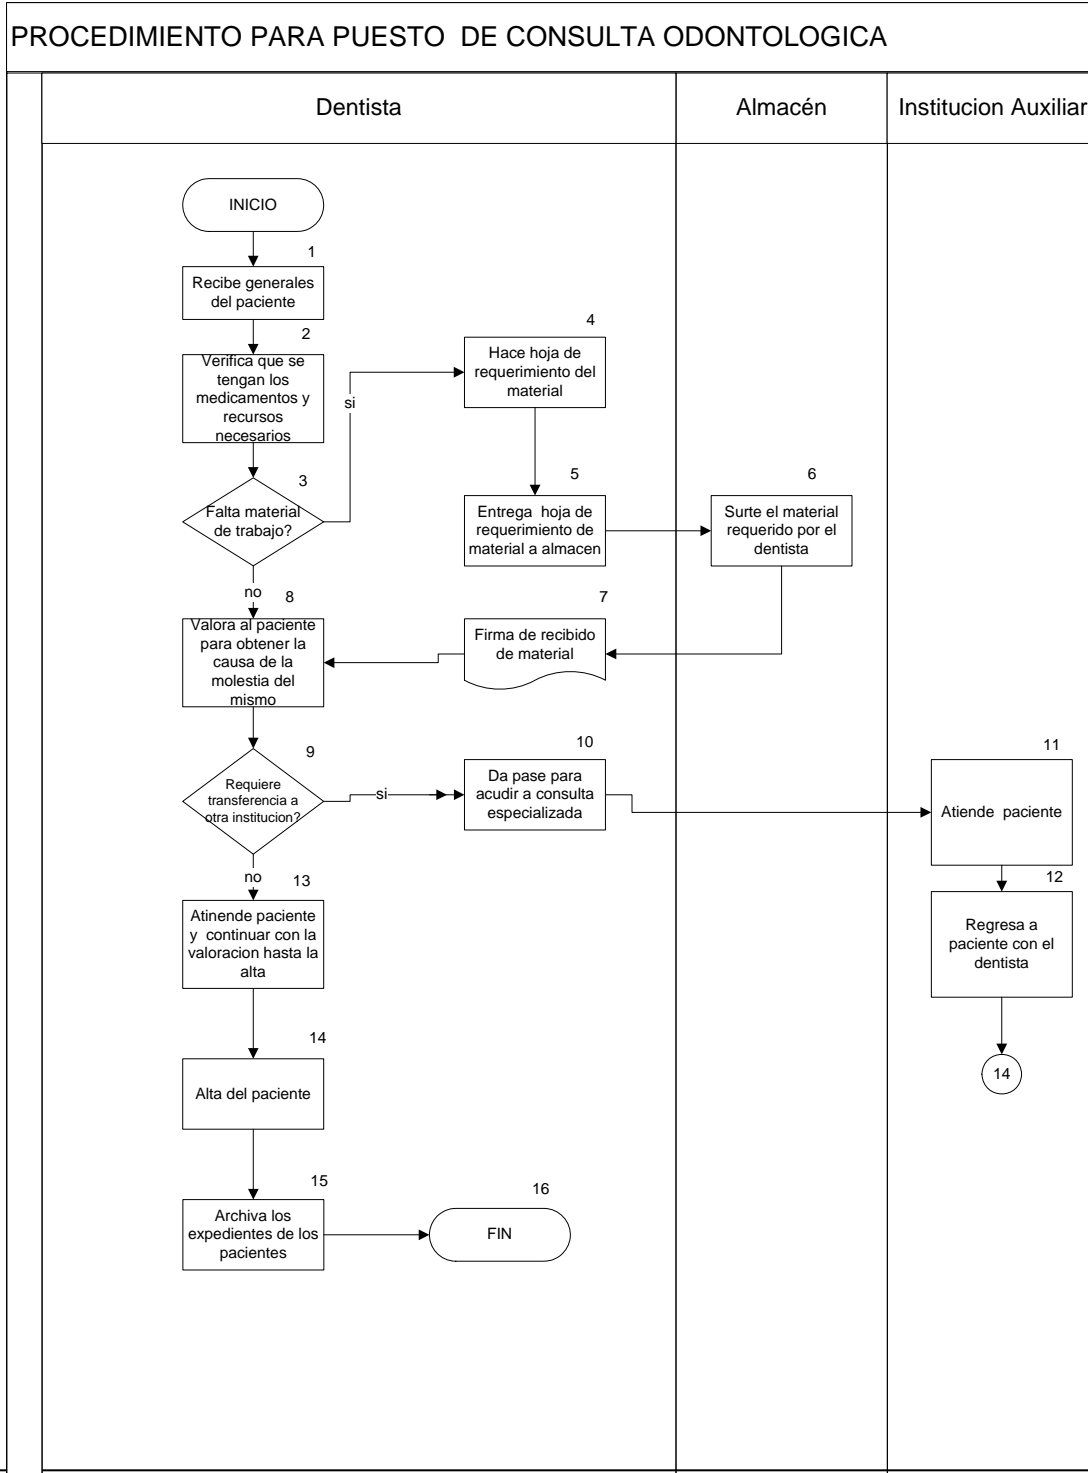 PROCEDIMIENTO PARA PUESTO DE CONSULTA ODONTOLOGICA
Dentista
Almacén
Institucion Auxiliar
INICIO
1
Recibe generales
del paciente
2
Verifica que se
tengan los
medicamentos y
recursos
necesarios
3
Falta material
de trabajo?
si
4
Hace hoja de
requerimiento del
material
5
Entrega hoja de
requerimiento de
material a almacen
6
Surte el material
requerido por el
dentista
7
Firma de recibido
de material
no
8
Valora al paciente
para obtener la
causa de la
molestia del
mismo
9
Requiere
transferencia a
otra institucion?
si
10
Da pase para
acudir a consulta
especializada
11
Atiende paciente
12
Regresa a
paciente con el
dentista
14
no
13
Atinende paciente
y continuar con la
valoracion hasta la
alta
14
Alta del paciente
15
Archiva los
expedientes de los
pacientes
16
FIN